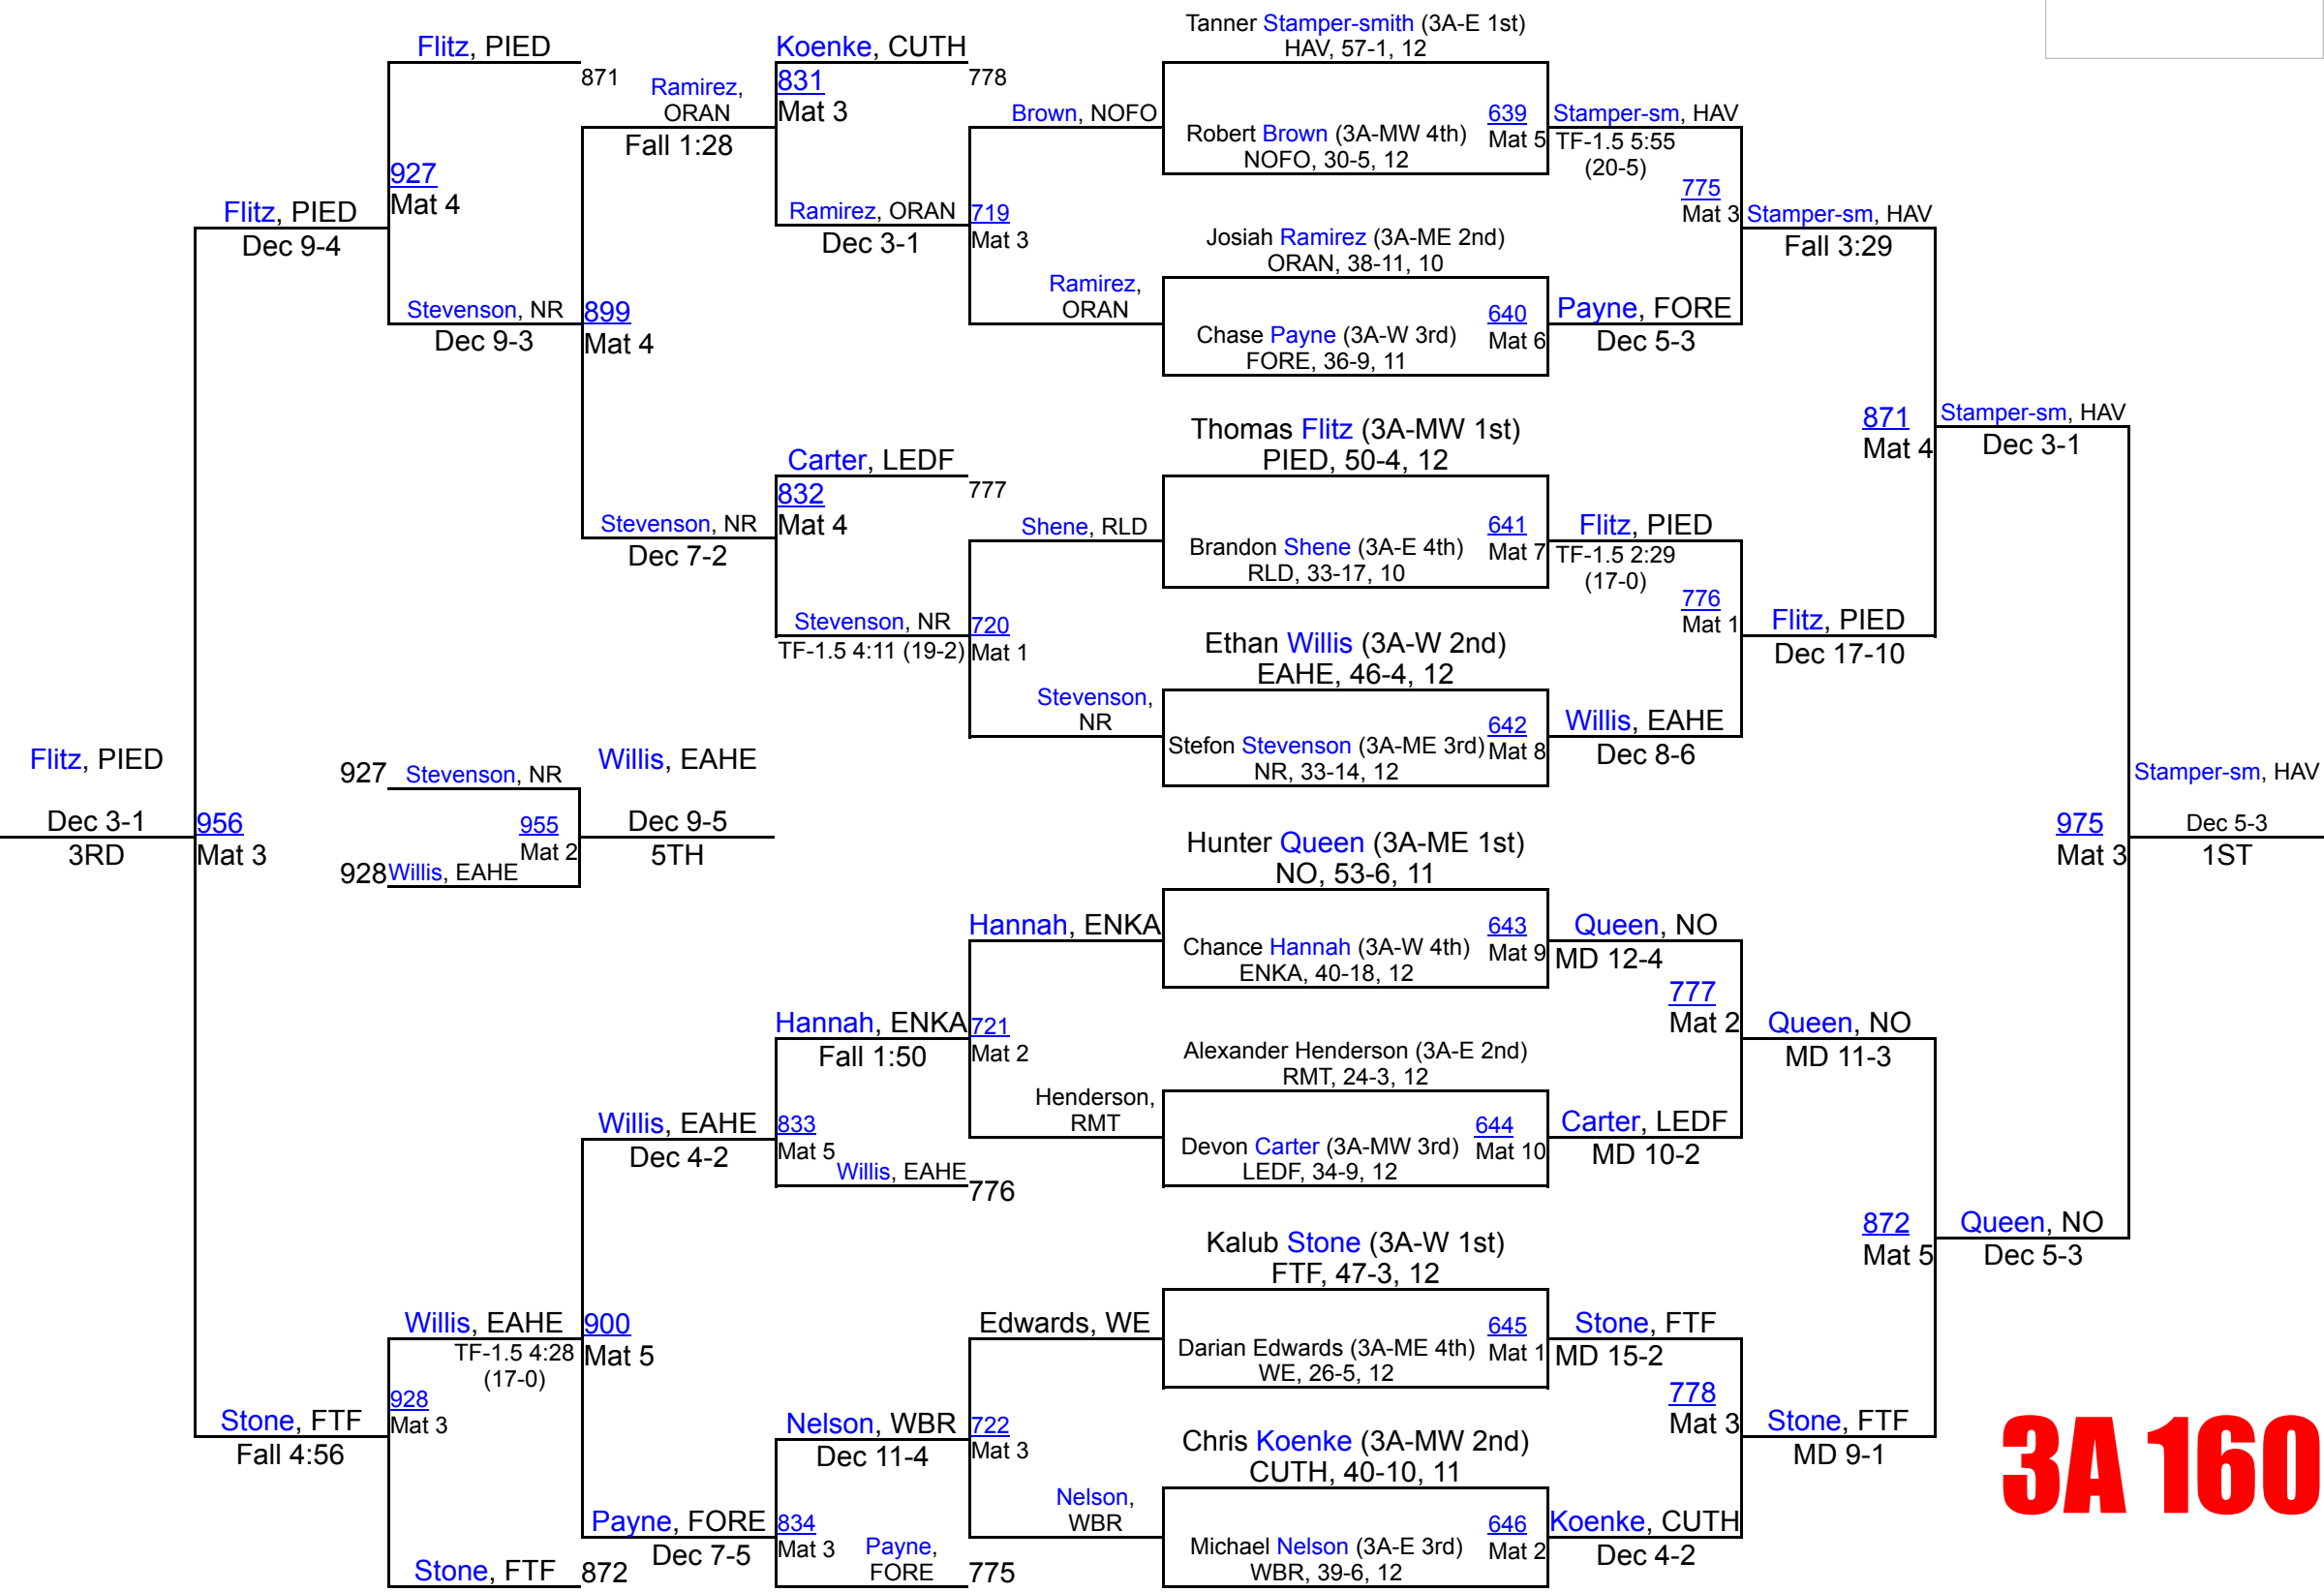 Flitz, PIED
871
927
Mat 4
Flitz, PIED
Dec 9-4
Stevenson, NR
Dec 9-3
899
Mat 4
Ramirez,
ORAN
Fall 1:28
Koenke, CUTH
778
831
Mat 3
Ramirez, ORAN
Dec 3-1
719
Mat 3
Brown, NOFO
Ramirez,
ORAN
Carter, LEDF
777
832
Mat 4
Stevenson, NR
Dec 7-2
Stevenson, NR
TF-1.5 4:11 (19-2)
720
Mat 1
Shene, RLD
Stevenson,
NR
Flitz, PIED
Dec 3-1
3RD
956
Mat 3
927
Stevenson, NR
928
Willis, EAHE
955
Mat 2
Willis, EAHE
Dec 9-5
5TH
Hannah, ENKA
721
Mat 2
Hannah, ENKA
Fall 1:50
Henderson,
RMT
Willis, EAHE
Dec 4-2
833
Mat 5
Willis, EAHE
776
Willis, EAHE
TF-1.5 4:28
(17-0)
900
Mat 5
928
Mat 3
Stone, FTF
Fall 4:56
Stone, FTF
872
Edwards, WE
Nelson, WBR
Dec 11-4
722
Mat 3
Nelson,
WBR
Payne, FORE
Dec 7-5
834
Mat 3
Payne,
FORE
775
Tanner Stamper-smith (3A-E 1st)
HAV, 57-1, 12
Robert Brown (3A-MW 4th)
NOFO, 30-5, 12
639
Mat 5
Stamper-sm, HAV
TF-1.5 5:55
(20-5)
Josiah Ramirez (3A-ME 2nd)
ORAN, 38-11, 10
Chase Payne (3A-W 3rd)
FORE, 36-9, 11
640
Mat 6
Payne, FORE
Dec 5-3
775
Mat 3
Stamper-sm, HAV
Fall 3:29
Thomas Flitz (3A-MW 1st)
PIED, 50-4, 12
Brandon Shene (3A-E 4th)
RLD, 33-17, 10
641
Mat 7
Flitz, PIED
TF-1.5 2:29
(17-0)
Ethan Willis (3A-W 2nd)
EAHE, 46-4, 12
Stefon Stevenson (3A-ME 3rd)
NR, 33-14, 12
642
Mat 8
Willis, EAHE
Dec 8-6
776
Mat 1
Flitz, PIED
Dec 17-10
871
Mat 4
Stamper-sm, HAV
Dec 3-1
Hunter Queen (3A-ME 1st)
NO, 53-6, 11
Chance Hannah (3A-W 4th)
ENKA, 40-18, 12
643
Mat 9
Queen, NO
MD 12-4
Alexander Henderson (3A-E 2nd)
RMT, 24-3, 12
Devon Carter (3A-MW 3rd)
LEDF, 34-9, 12
644
Mat 10
Carter, LEDF
MD 10-2
777
Mat 2
Queen, NO
MD 11-3
Kalub Stone (3A-W 1st)
FTF, 47-3, 12
Darian Edwards (3A-ME 4th)
WE, 26-5, 12
645
Mat 1
Stone, FTF
MD 15-2
Chris Koenke (3A-MW 2nd)
CUTH, 40-10, 11
Michael Nelson (3A-E 3rd)
WBR, 39-6, 12
646
Mat 2
Koenke, CUTH
Dec 4-2
778
Mat 3
Stone, FTF
MD 9-1
872
Mat 5
Queen, NO
Dec 5-3
975
Mat 3
Stamper-sm, HAV
Dec 5-3
1ST
3A 160